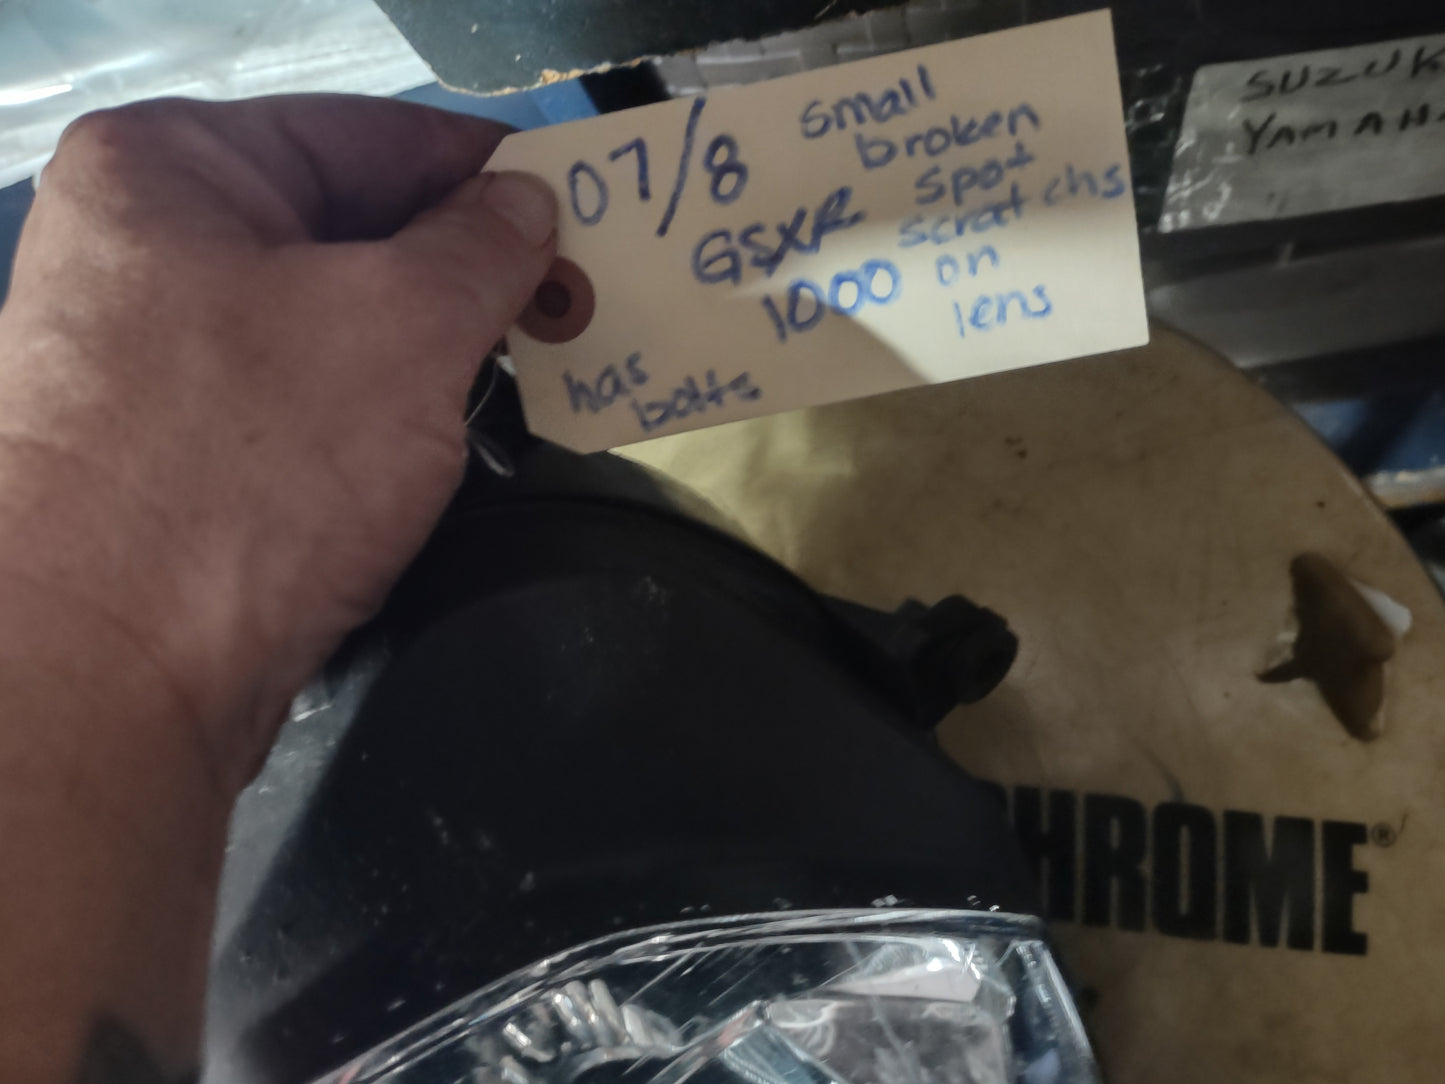 07/8
GSXR
1000
small
broken
spot
scratchs
on
lens
has
bolts
SUZUK
YAMAH
HROME®